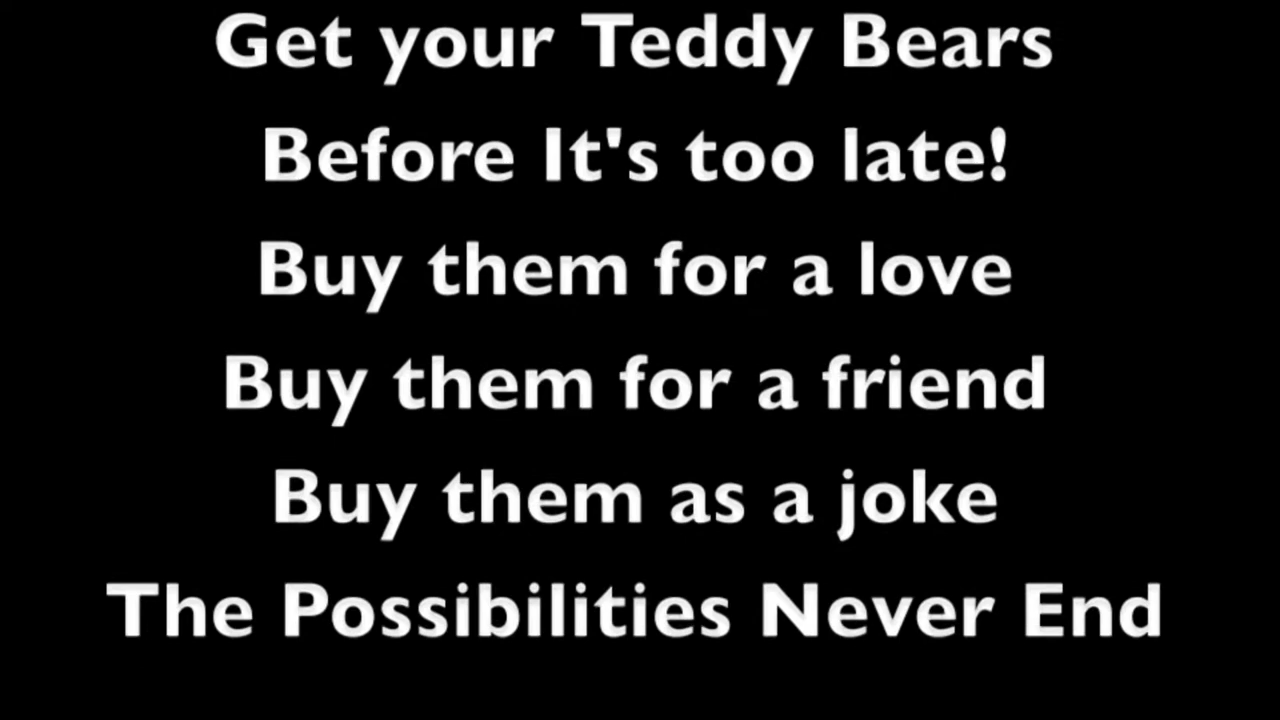 Get your Teddy Bears
Before It's too late!
Buy them for a love
Buy them for a friend
Buy them as a joke
The Possibilities Never End